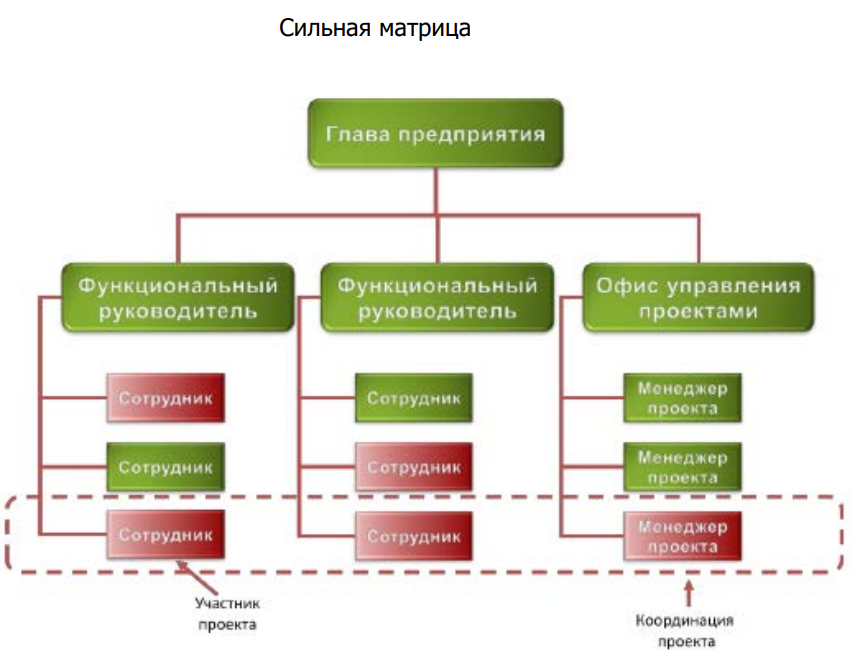 Сильная матрица
Глава предприятия
Функциональный
руководитель
Функциональный
руководитель
Офис управления
проектами
Сотрудник
Сотрудник
Менеджер
проекта
Сотрудник
Сотрудник
Менеджер
проекта
Сотрудник
Сотрудник
Менеджер
проекта
Участник
проекта
Координация
проекта